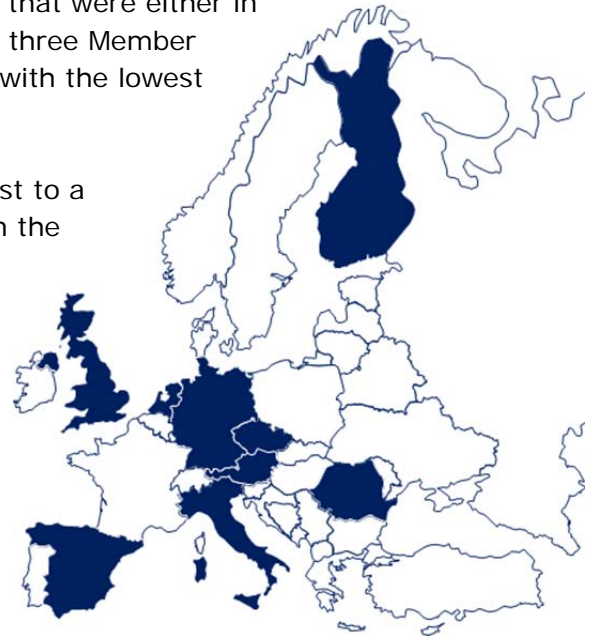 that were either in
three Member
with the lowest
st to a
n the